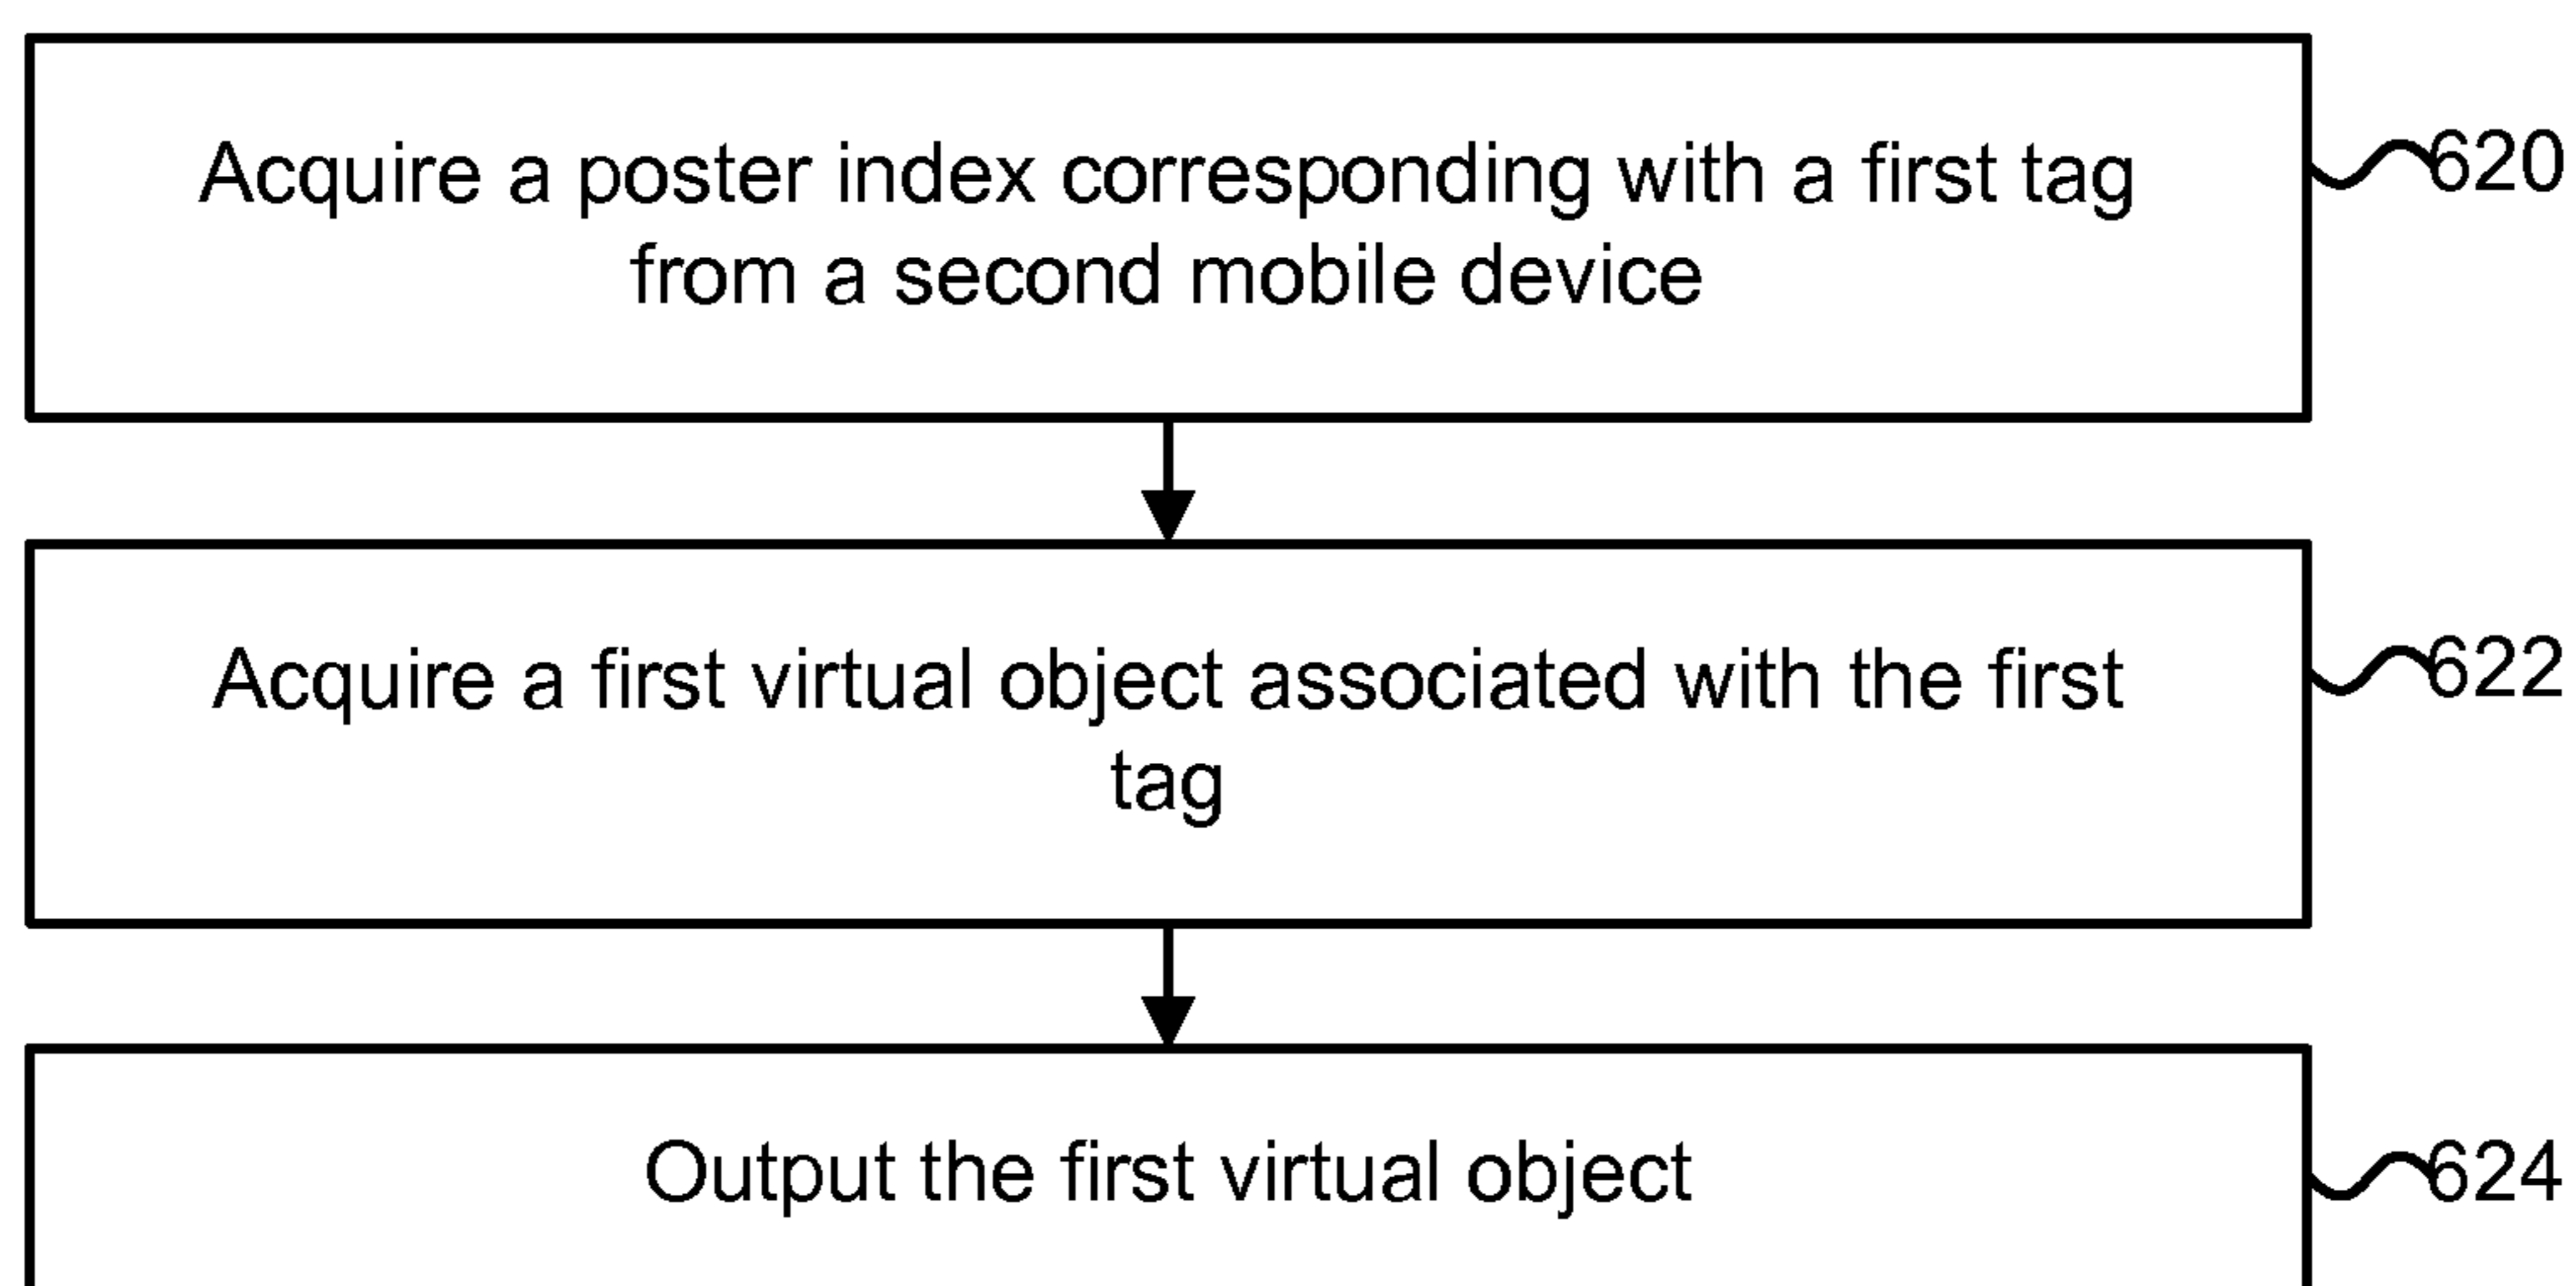 Acquire a poster index corresponding with a first tag
from a second mobile device
620
Acquire a first virtual object associated with the first
tag
622
Output the first virtual object
624